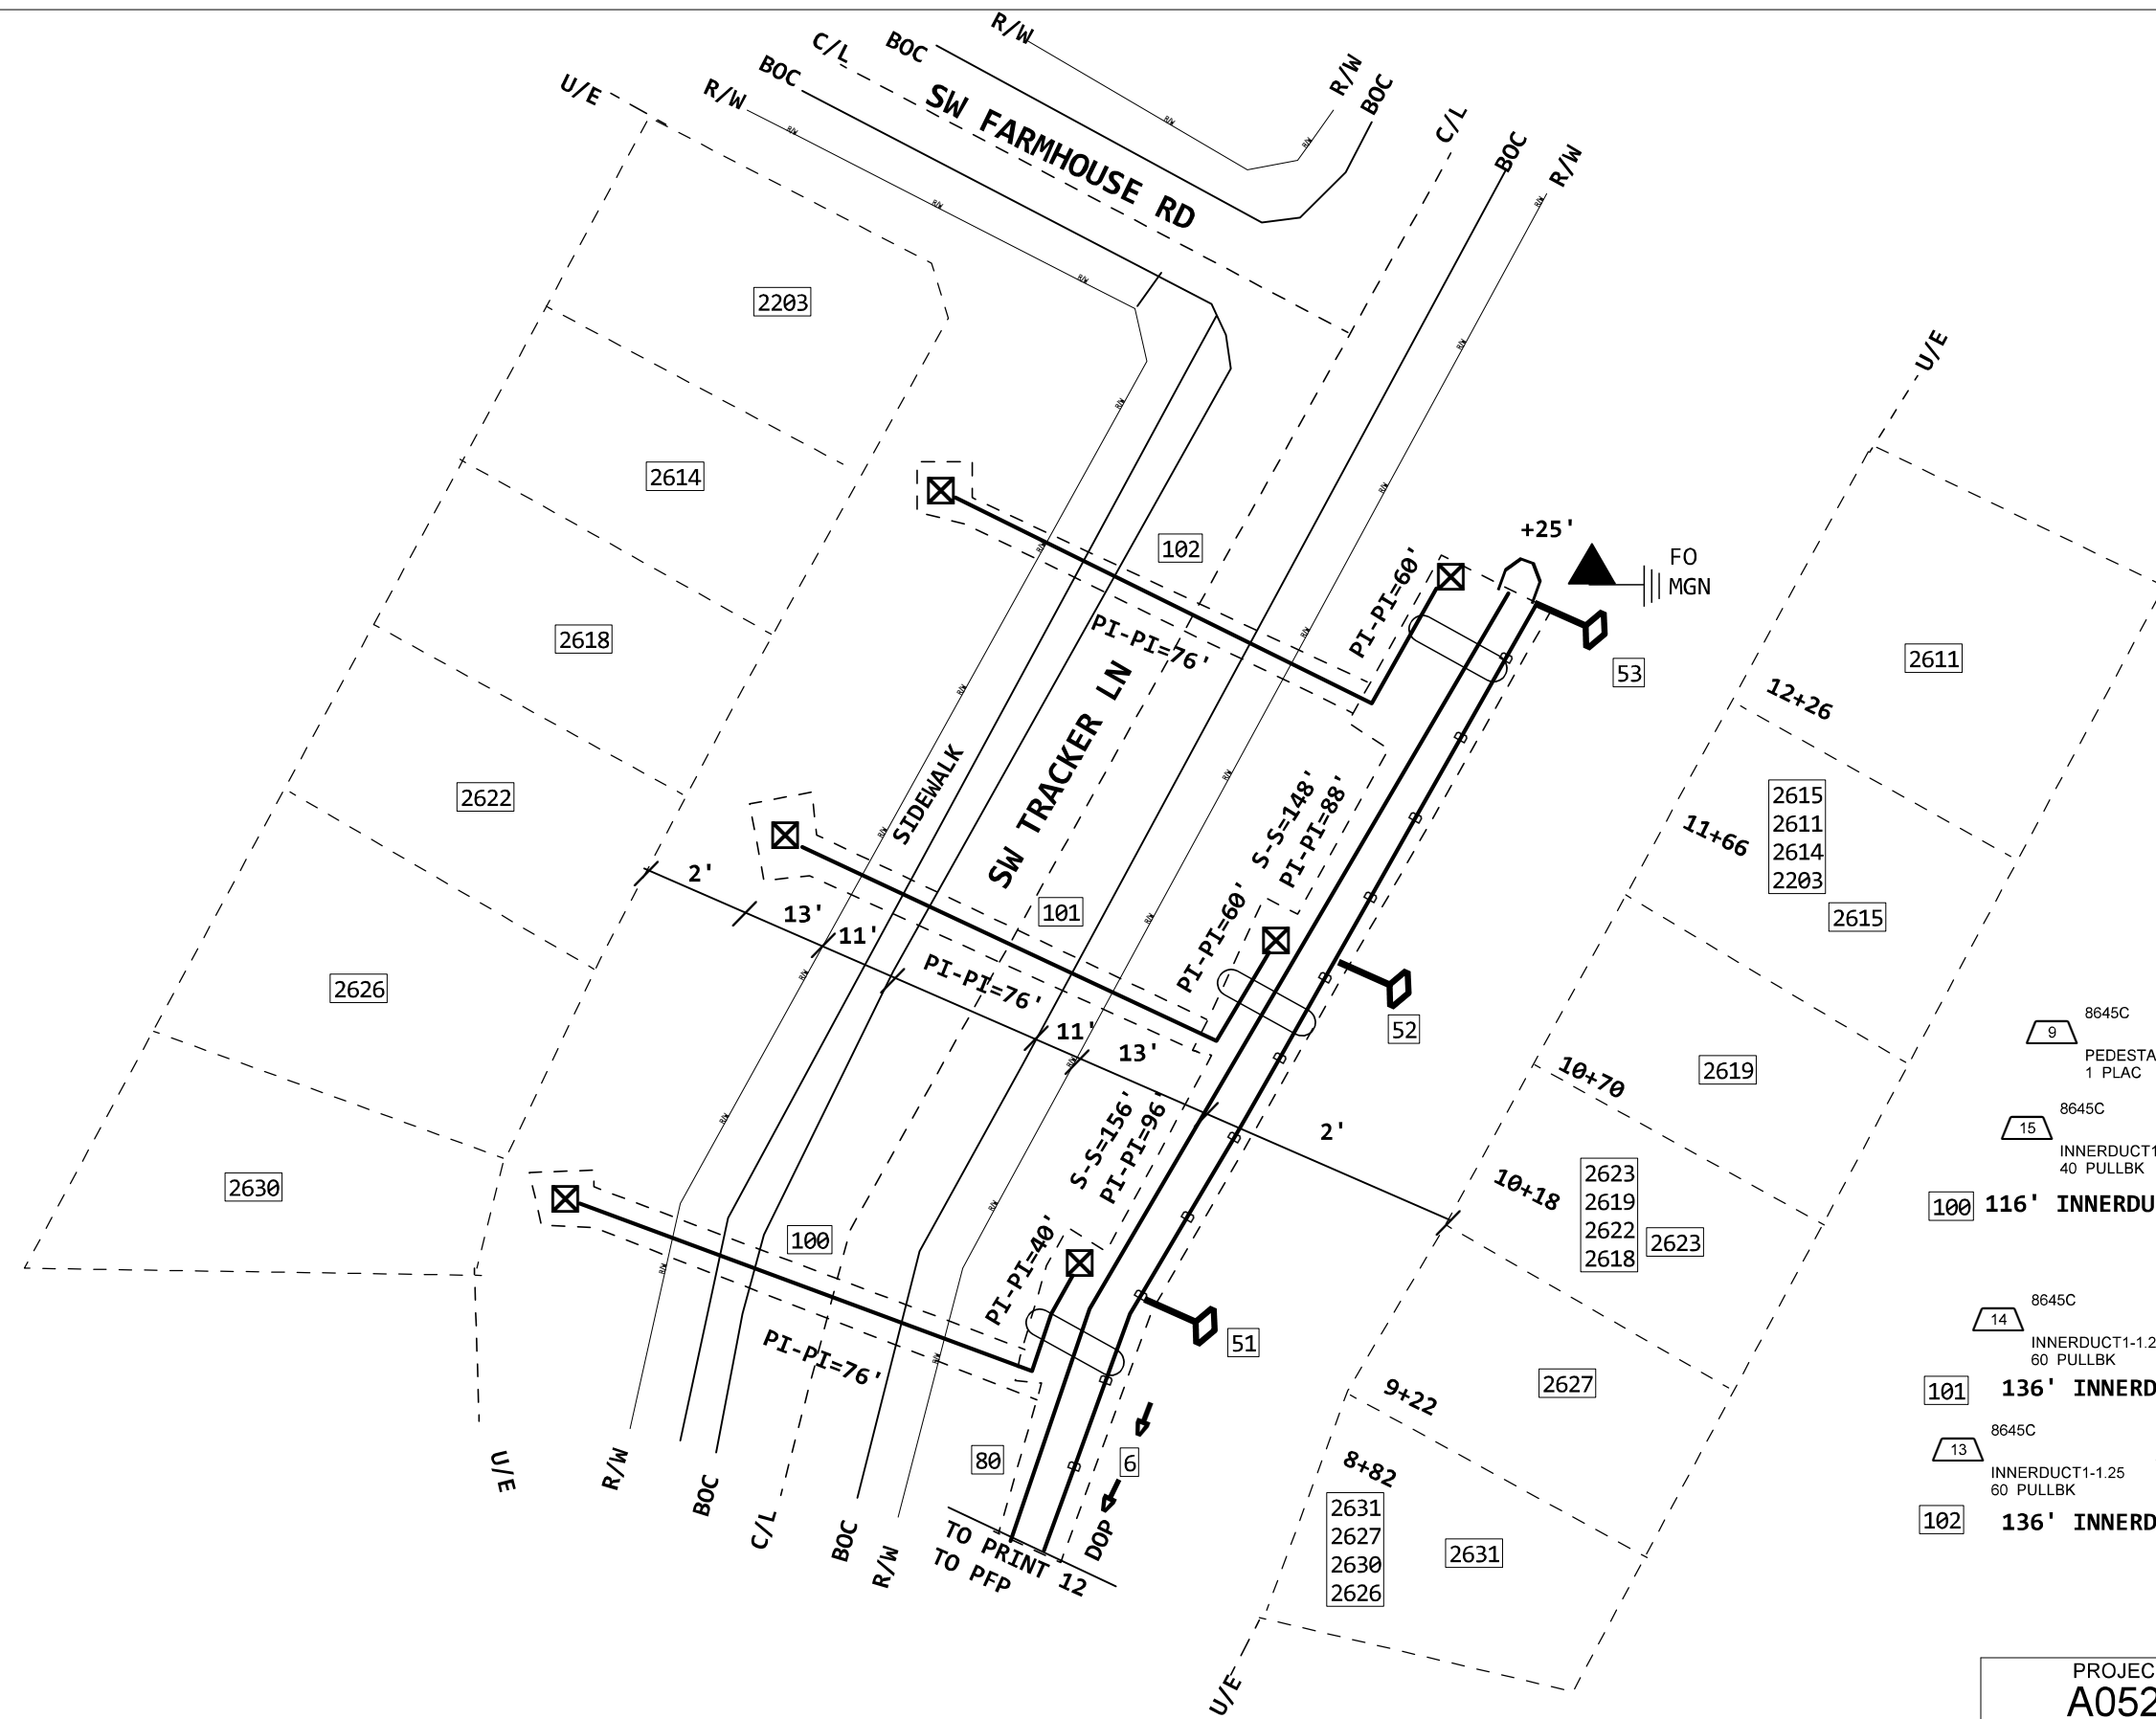 R/W
BOC
C/L
BOC
R/W
U/E
R/W
BOC
C/L
BOC
R/W
SW FARMHOUSE RD
2203
2614
2618
2622
2626
2630
102
PI-PI=76'
PI-PI=60'
+25'
FO
MGN
53
U/E
2611
12+26
11+66
2615
2611
2614
2203
2615
SIDEWALK
SW TRACKER LN
S-S=148'
PI-PI=88'
2'
13'
11'
101
PI-PI=76'
PI-PI=60'
52
11'
13'
2'
10+70
2619
10+18
2623
2619
2622
2618
2623
S-S=156'
PI-PI=96'
100
PI-PI=40'
PI-PI=76'
51
2627
9+22
8+82
2631
2627
2630
2626
2631
80
6
U/E
R/W
BOC
C/L
BOC
R/W
TO PRINT 12
TO PFP
DOP
U/E
9
8645C
PEDESTA
1 PLAC
15
8645C
INNERDUCT1
40 PULLBK
100 116' INNERDU
14
8645C
INNERDUCT1-1.2
60 PULLBK
101 136' INNERD
13
8645C
INNERDUCT1-1.25
60 PULLBK
102 136' INNERD
PROJEC
A052